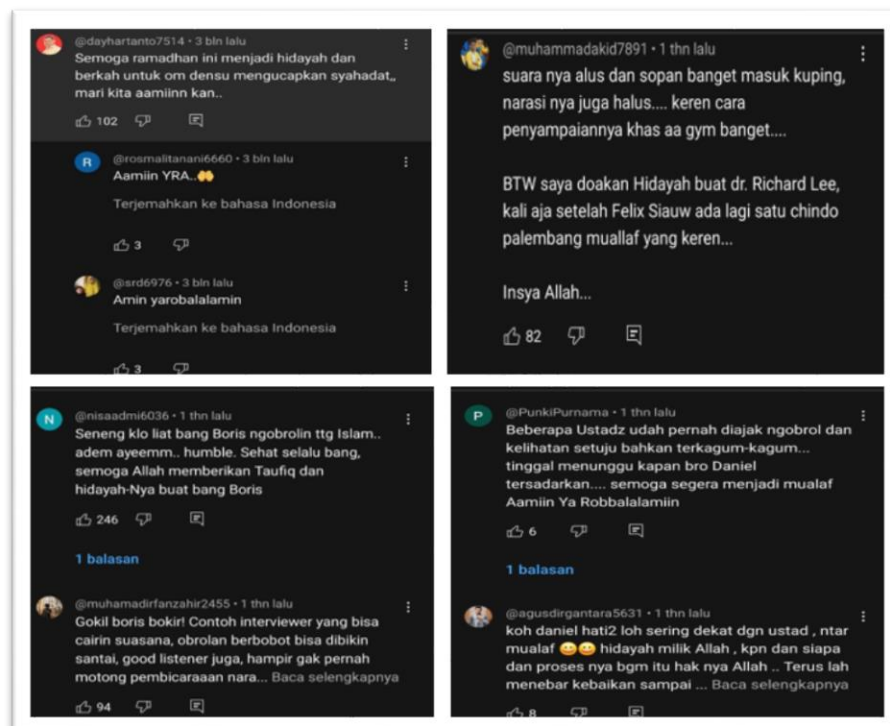 @dayhartanto7514 • 3 bln lalu
Semoga ramadhan ini menjadi hidayah dan
berkah untuk om densu mengucapkan syahadat,,
mari kita aamiinn kan..
102
R
@rosmalitanani6660 • 3 bln lalu
Aamiin YRA..🤲
Terjemahkan ke bahasa Indonesia
3
@srd6976 • 3 bln lalu
Amin yarobalalamin
Terjemahkan ke bahasa Indonesia
3
@muhammadakid7891 • 1 thn lalu
suara nya alus dan sopan banget masuk kuping,
narasi nya juga halus.... keren cara
penyampaiannya khas aa gym banget....
BTW saya doakan Hidayah buat dr. Richard Lee,
kali aja setelah Felix Siauw ada lagi satu chindo
palembang muallaf yang keren...
Insya Allah...
82
N
@nisaadmi6036 • 1 thn lalu
Seneng klo liat bang Boris ngobrolin ttg Islam..
adem ayeemm.. humble. Sehat selalu bang,
semoga Allah memberikan Taufiq dan
hidayah-Nya buat bang Boris
246
1 balasan
@muhamadirfanzahir2455 • 1 thn lalu
Gokil boris bokir! Contoh interviewer yang bisa
cairin suasana, obrolan berbobot bisa dibikin
santai, good listener juga, hampir gak pernah
motong pembicaraaan nara... Baca selengkapnya
94
P
@PunkiPurnama • 1 thn lalu
Beberapa Ustadz udah pernah diajak ngobrol dan
kelihatan setuju bahkan terkagum-kagum...
tinggal menunggu kapan bro Daniel
tersadarkan.... semoga segera menjadi mualaf
Aamiin Ya Robbalalamiin
6
1 balasan
@agusdirgantara5631 • 1 thn lalu
koh daniel hati2 loh sering dekat dgn ustad , ntar
mualaf 😄😄 hidayah milik Allah , kpn dan siapa
dan proses nya bgm itu hak nya Allah .. Terus lah
menebar kebaikan sampai ... Baca selengkapnya
8